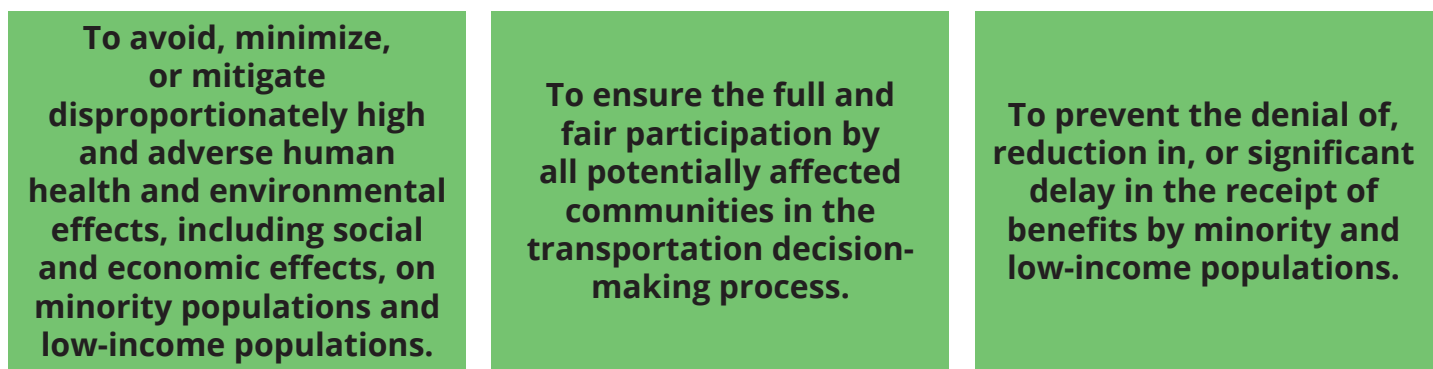 To avoid, minimize,
or mitigate
disproportionately high
and adverse human
health and environmental
effects, including social
and economic effects, on
minority populations and
low-income populations.
To ensure the full and
fair participation by
all potentially affected
communities in the
transportation decision-
making process.
To prevent the denial of,
reduction in, or significant
delay in the receipt of
benefits by minority and
low-income populations.